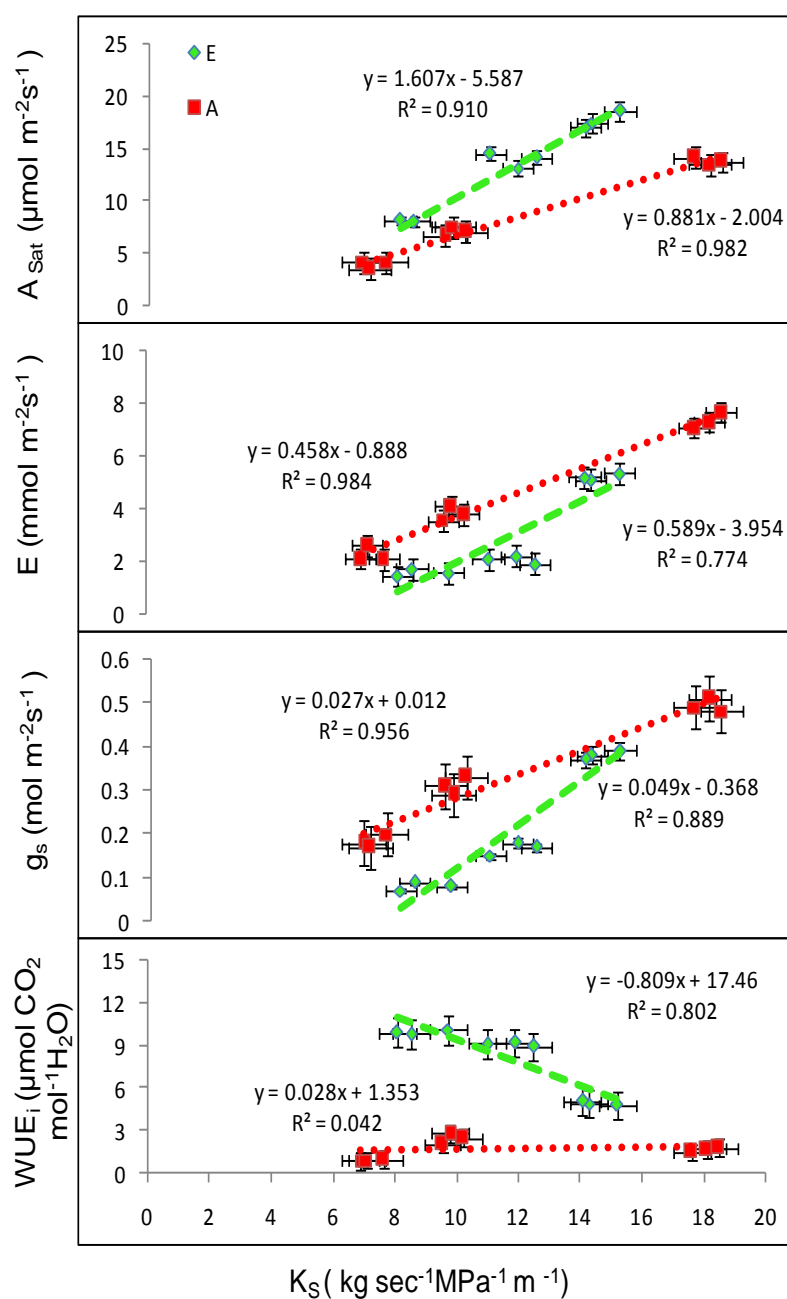 A Sat (µmol m-2s-1)
25
20
15
10
5
0
E
A
y = 1.607x - 5.587
R² = 0.910
y = 0.881x - 2.004
R² = 0.982
E (mmol m-2s-1)
10
8
6
4
2
0
y = 0.458x - 0.888
R² = 0.984
y = 0.589x - 3.954
R² = 0.774
gs (mol m-2s-1)
0.6
0.5
0.4
0.3
0.2
0.1
0
y = 0.027x + 0.012
R² = 0.956
y = 0.049x - 0.368
R² = 0.889
WUEi (µmol CO2
mol-1H2O)
15
12
9
6
3
0
y = -0.809x + 17.46
R² = 0.802
y = 0.028x + 1.353
R² = 0.042
0 2 4 6 8 10 12 14 16 18 20
KS ( kg sec-1MPa-1 m -1)